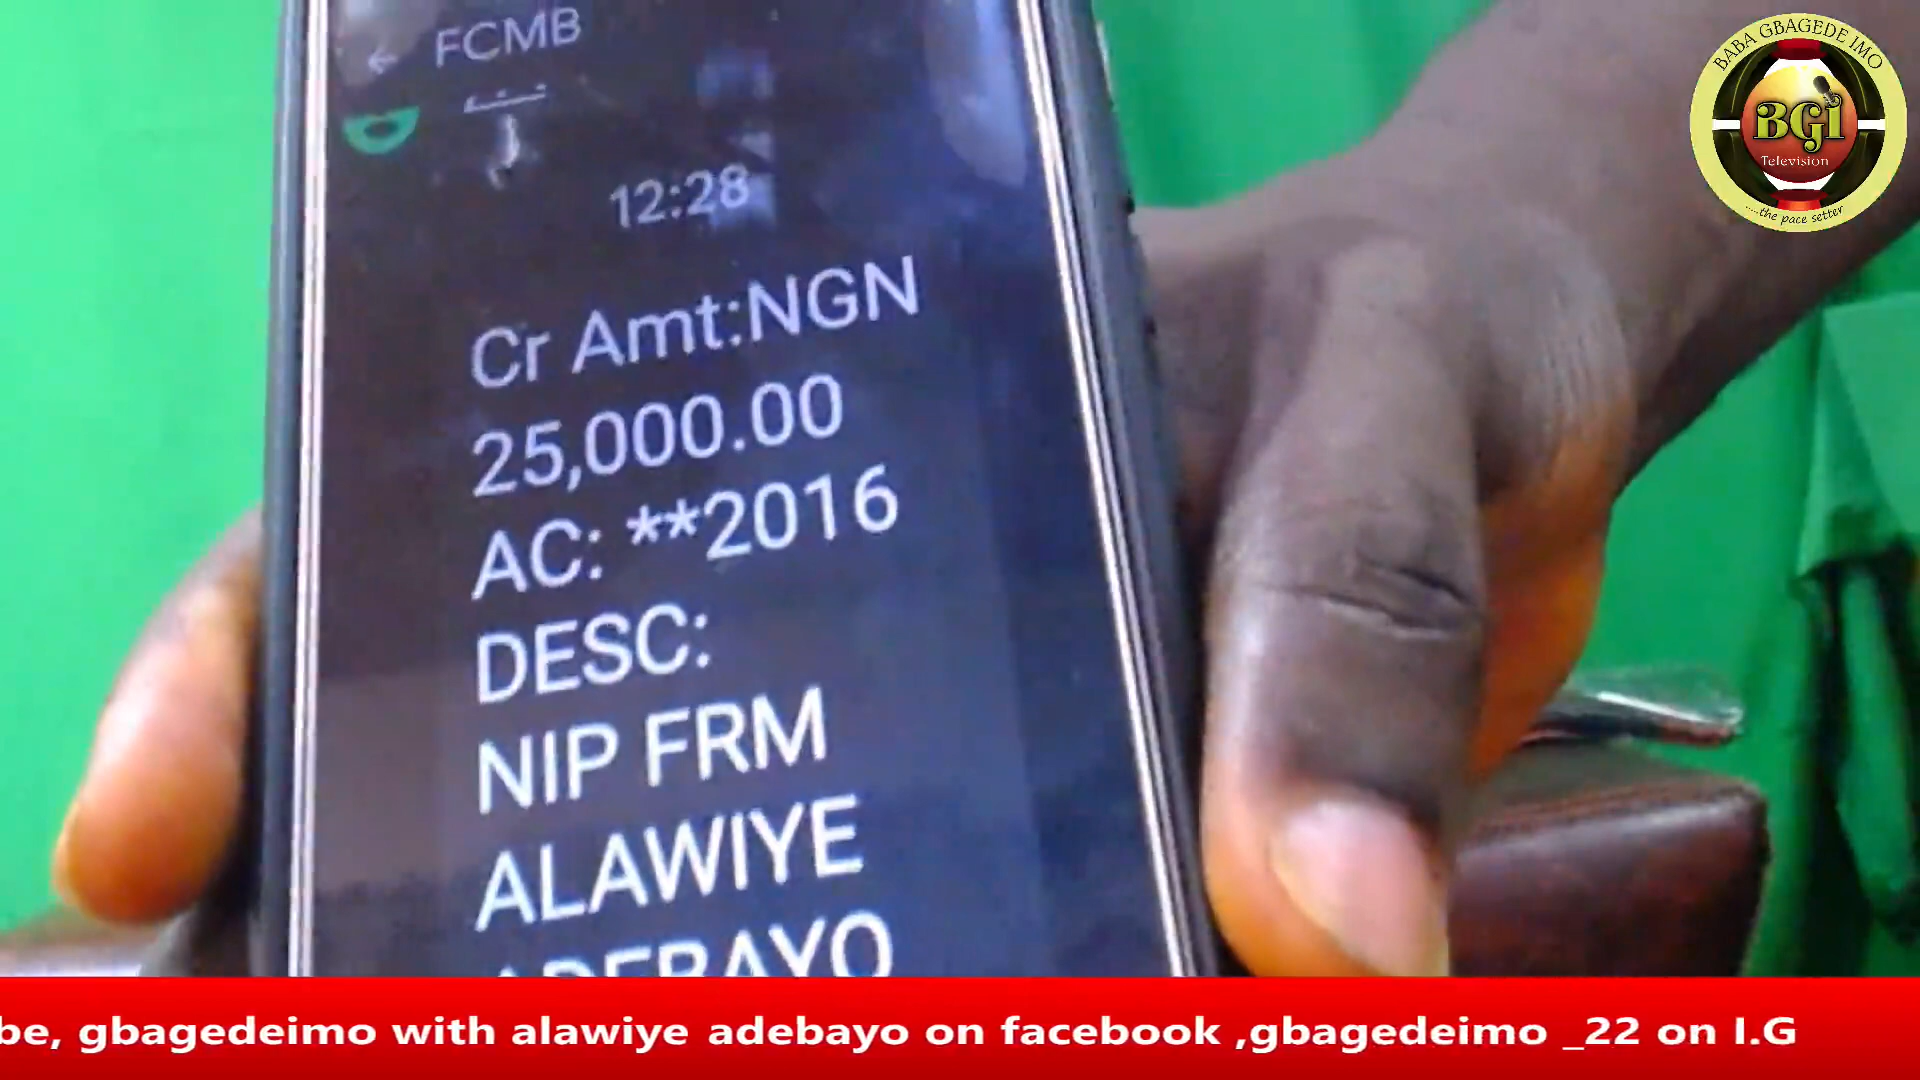 FCMB
12:28
Cr Amt:NGN
25,000.00
AC: **2016
DESC:
NIP FRM
ALAWIYE
ADEBAYO
BABA GBAGEDE IMO
BGI
Television
.....the pace setter
be, gbagedeimo with alawiye adebayo on facebook ,gbagedeimo _22 on I.G